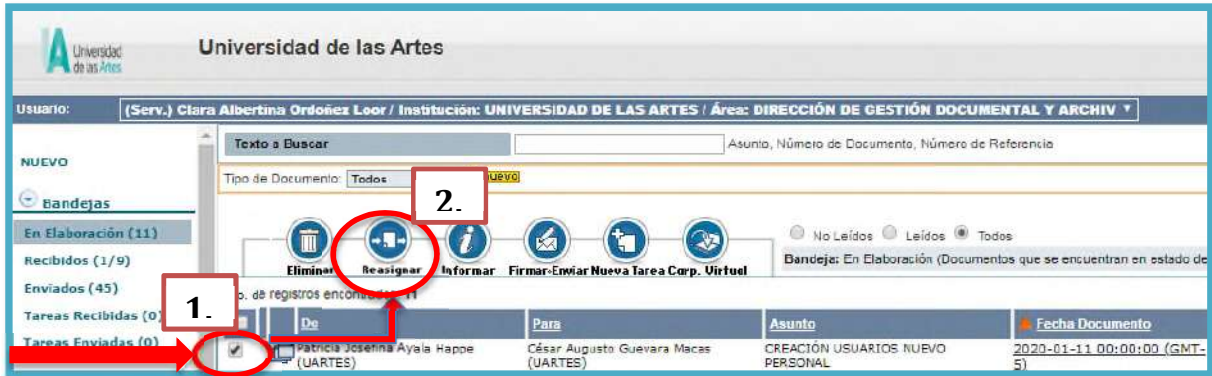 Universidad
de las Artes
Universidad de las Artes
Usuario: (Serv.) Clara Albertina Ordoñez Loor / Institución: UNIVERSIDAD DE LAS ARTES / Área: DIRECCIÓN DE GESTIÓN DOCUMENTAL Y ARCHIV
NUEVO
Bandejas
En Elaboración (11)
Recibidos (1/9)
Enviados (45)
Tareas Recibidas (0)
Tareas Enviadas (0)
Texto a Buscar
Asunto, Número de Documento, Número de Referencia
Tipo de Documento: Todos
2.
Eliminar Reasignar Informar Firmar-Enviar Nueva Tarea Carp. Virtual
No Leídos Leídos Todos
Bandeja: En Elaboración (Documentos que se encuentran en estado de
1.
o. de registros
De Para Asunto Fecha Documento
Patricia Josefina Ayala Happe
(UARTES)
César Augusto Guevara Macas
(UARTES)
CREACIÓN USUARIOS NUEVO
PERSONAL
2020-01-11 00:00:00 (GMT-
5)